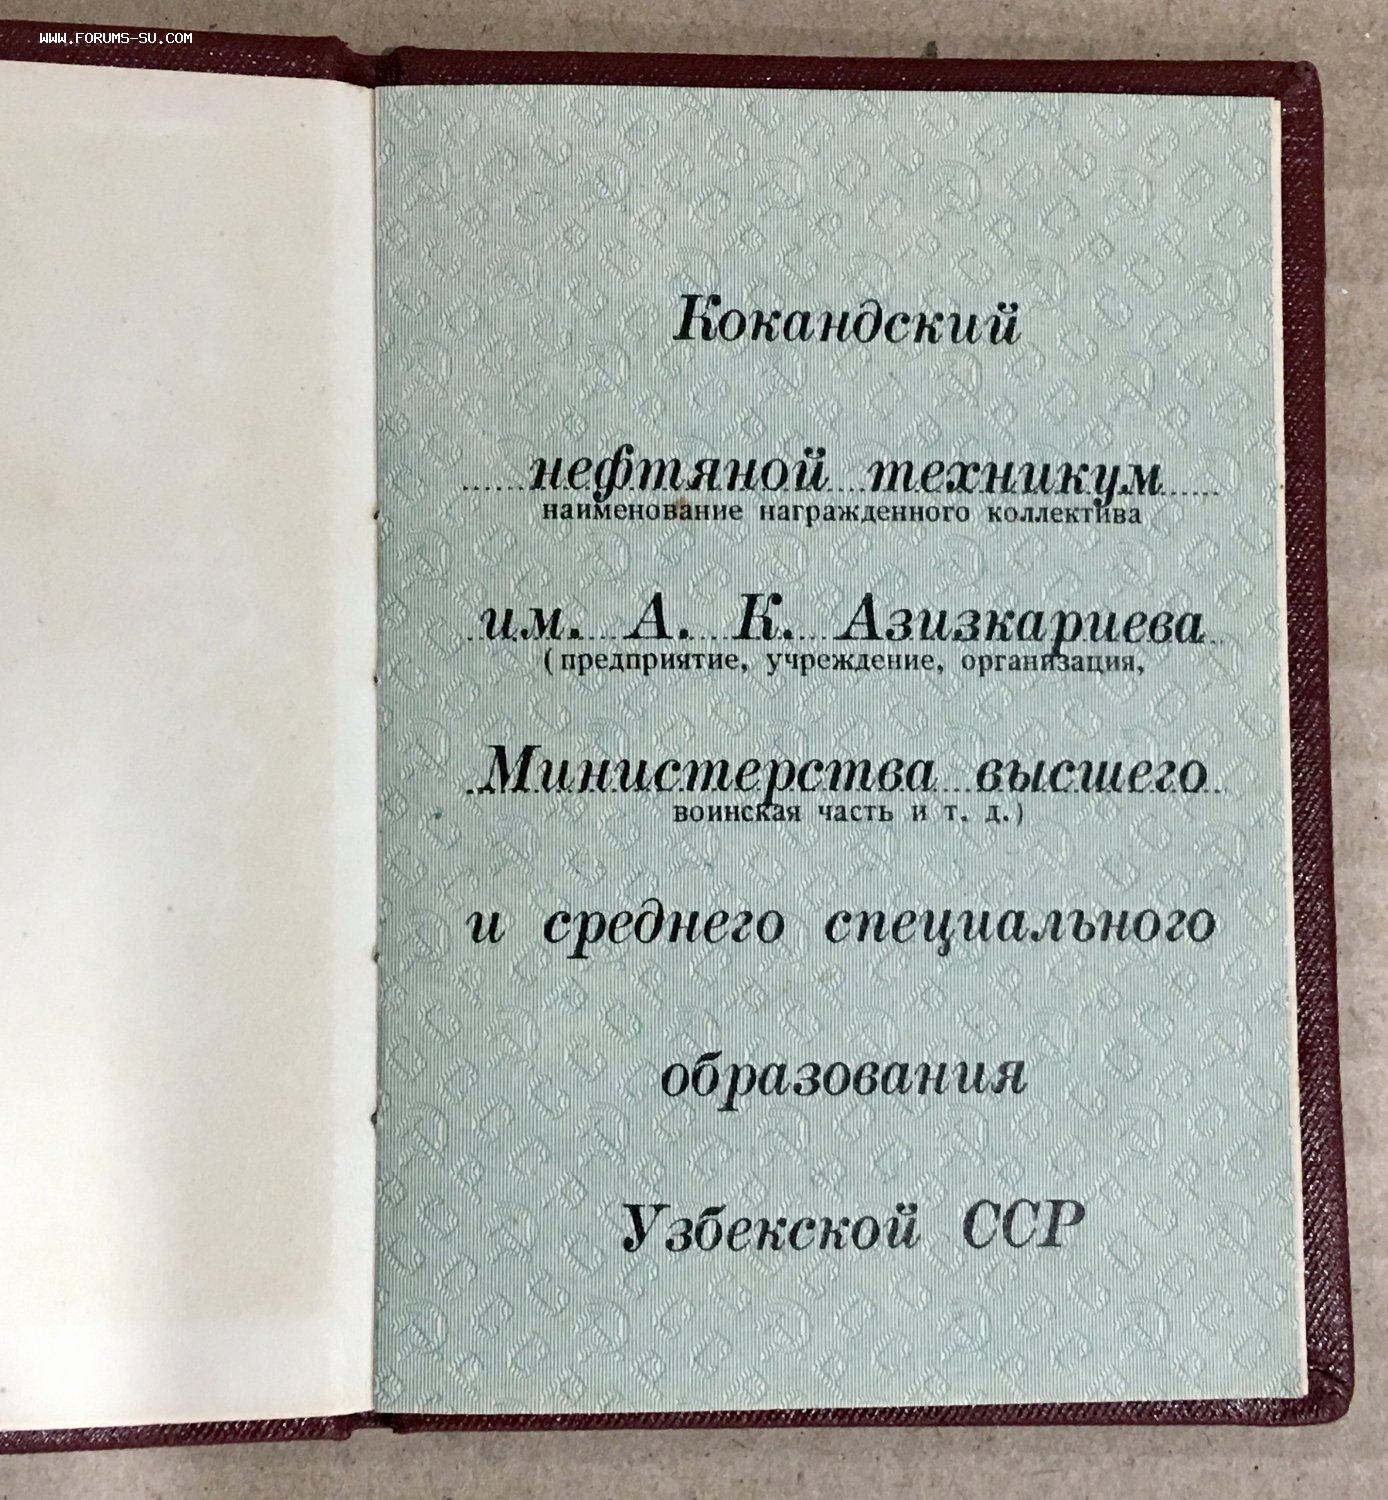 WWW.FORUMS-SU.COM
Кокандский
нефтяной техникум
наименование награжденного коллектива
им. А. К. Азизкариева
(предприятие, учреждение, организация,
Министерства высшего
воинская часть и т. д.)
и среднего специального
образования
Узбекской ССР